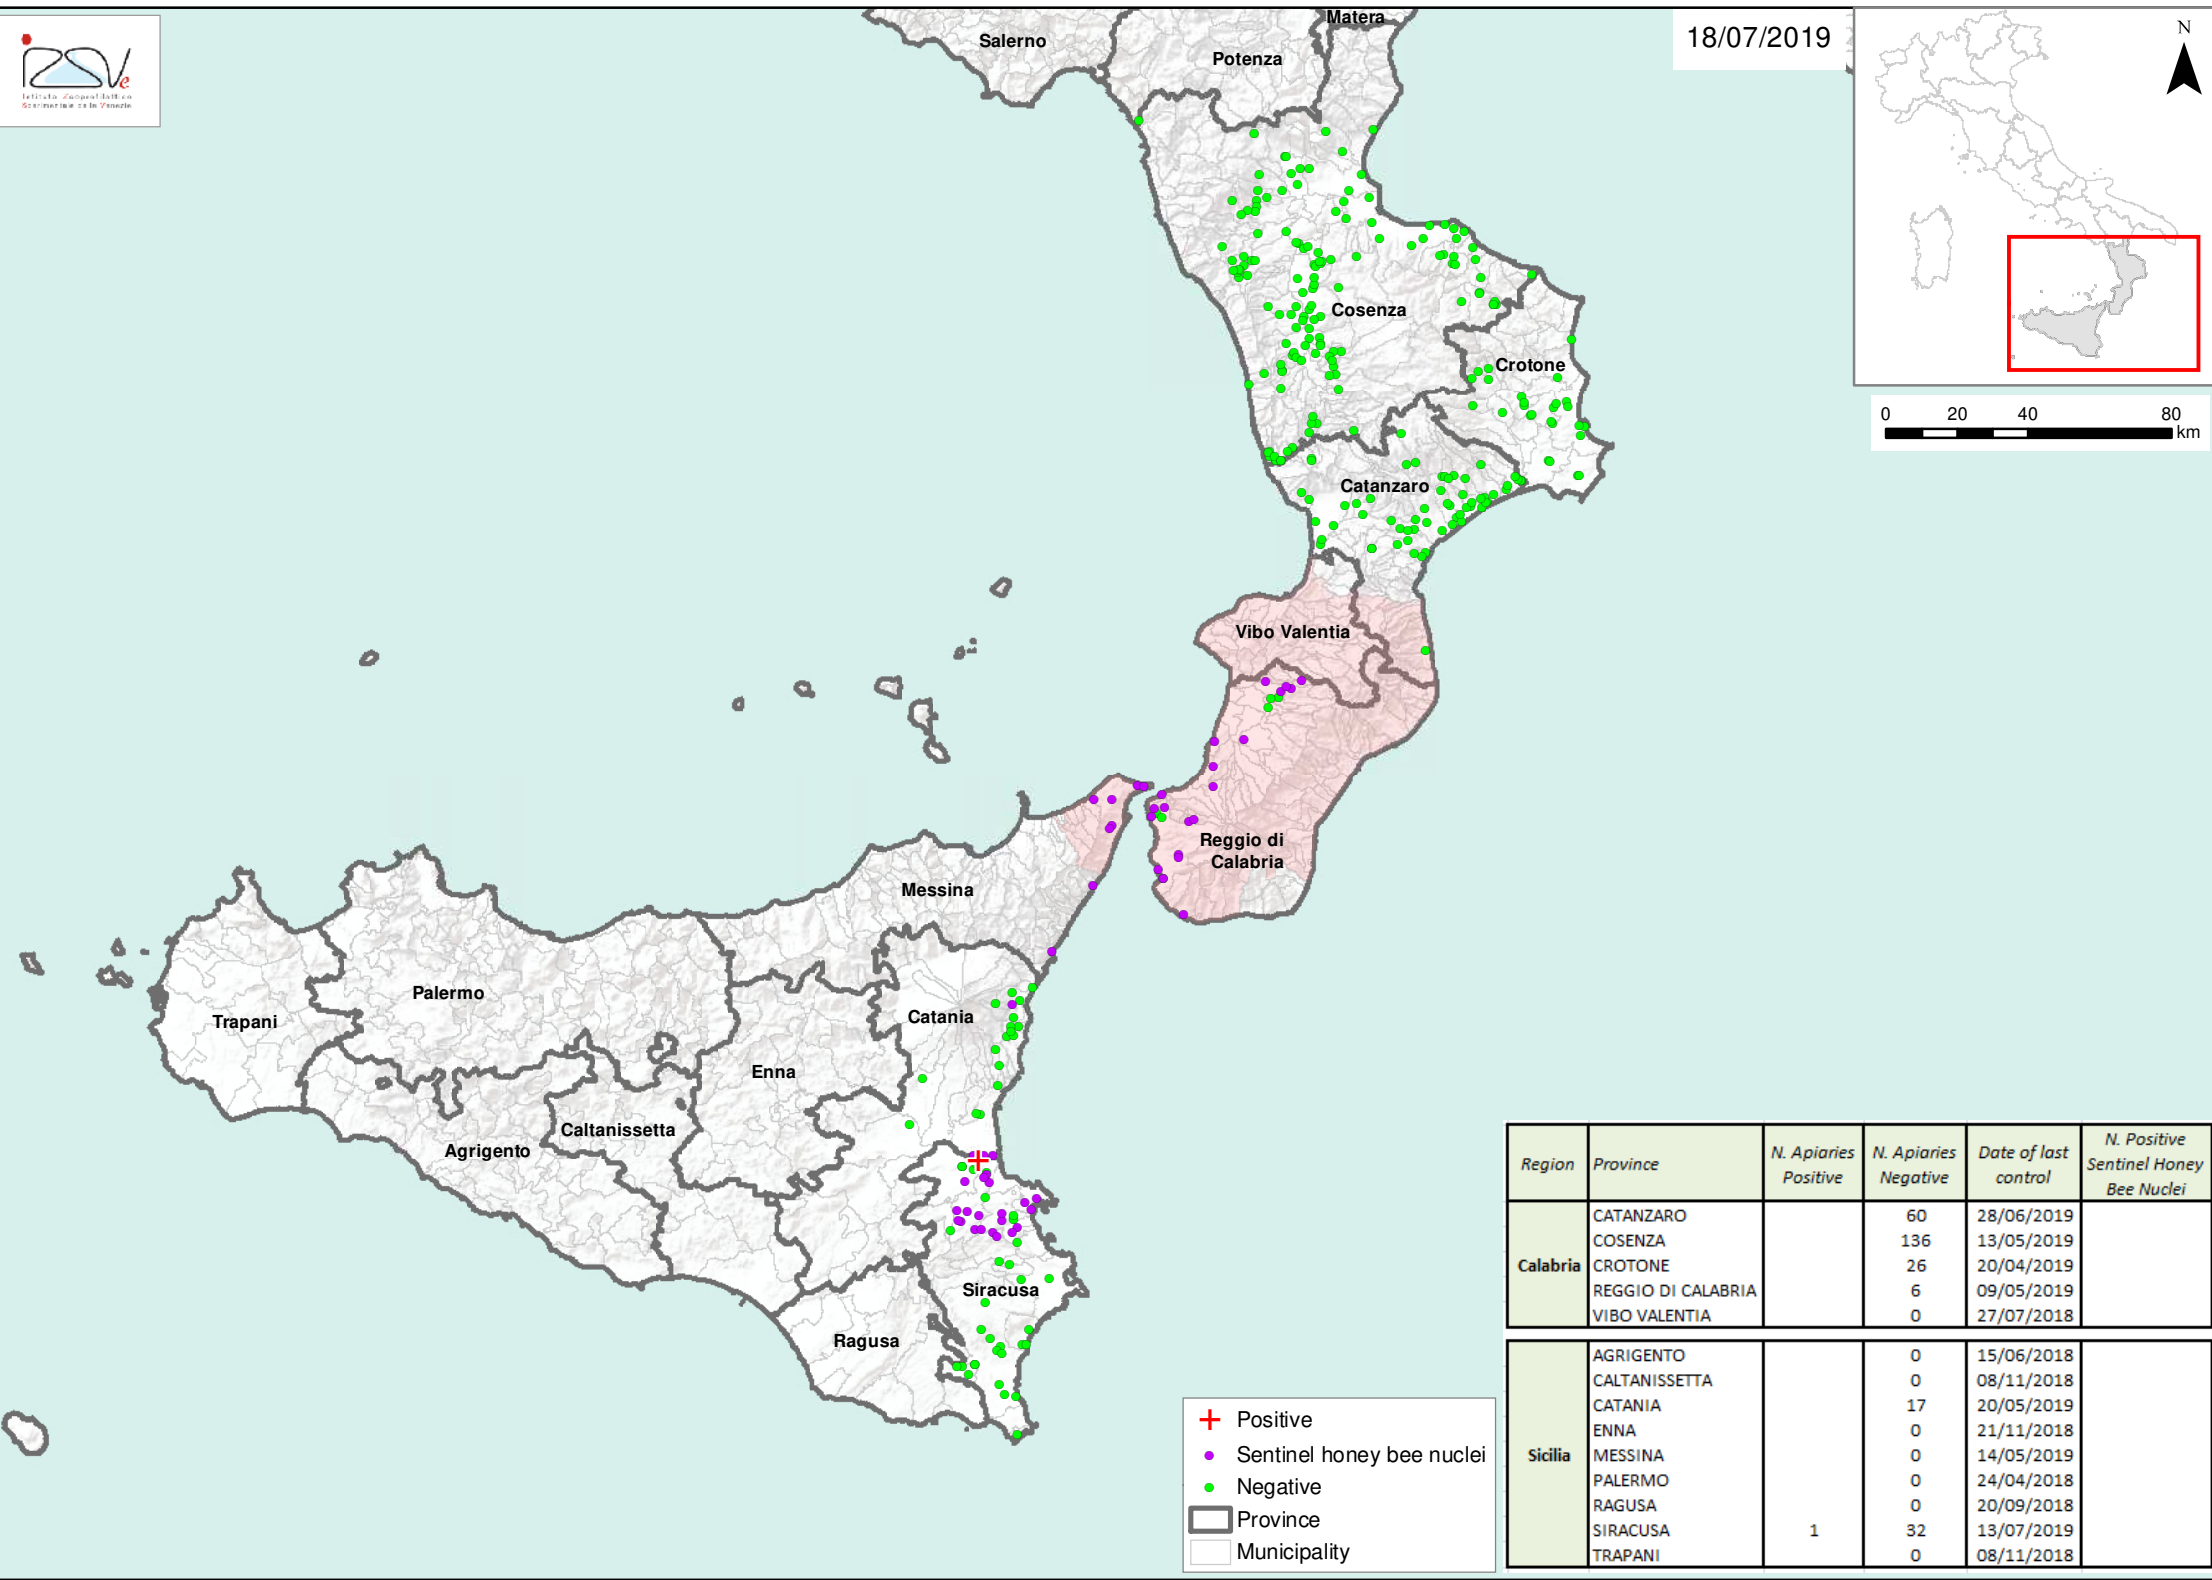 Matera
Salerno
Potenza
18/07/2019
N
IZSVe
Istituto Zooprofilattico
Sperimentale delle Venezie
Cosenza
Crotone
0 20 40 80
km
Catanzaro
Vibo Valentia
Reggio di
Calabria
Messina
Palermo
Trapani
Catania
Enna
Caltanissetta
Agrigento
Siracusa
Ragusa
Positive
Sentinel honey bee nuclei
Negative
Province
Municipality
Region Province N. Apiaries Positive N. Apiaries Negative Date of last control N. Positive Sentinel Honey Bee Nuclei
Calabria
CATANZARO 60 28/06/2019
COSENZA 136 13/05/2019
CROTONE 26 20/04/2019
REGGIO DI CALABRIA 6 09/05/2019
VIBO VALENTIA 0 27/07/2018
Sicilia
AGRIGENTO 0 15/06/2018
CALTANISSETTA 0 08/11/2018
CATANIA 17 20/05/2019
ENNA 0 21/11/2018
MESSINA 0 14/05/2019
PALERMO 0 24/04/2018
RAGUSA 0 20/09/2018
SIRACUSA 1 32 13/07/2019
TRAPANI 0 08/11/2018